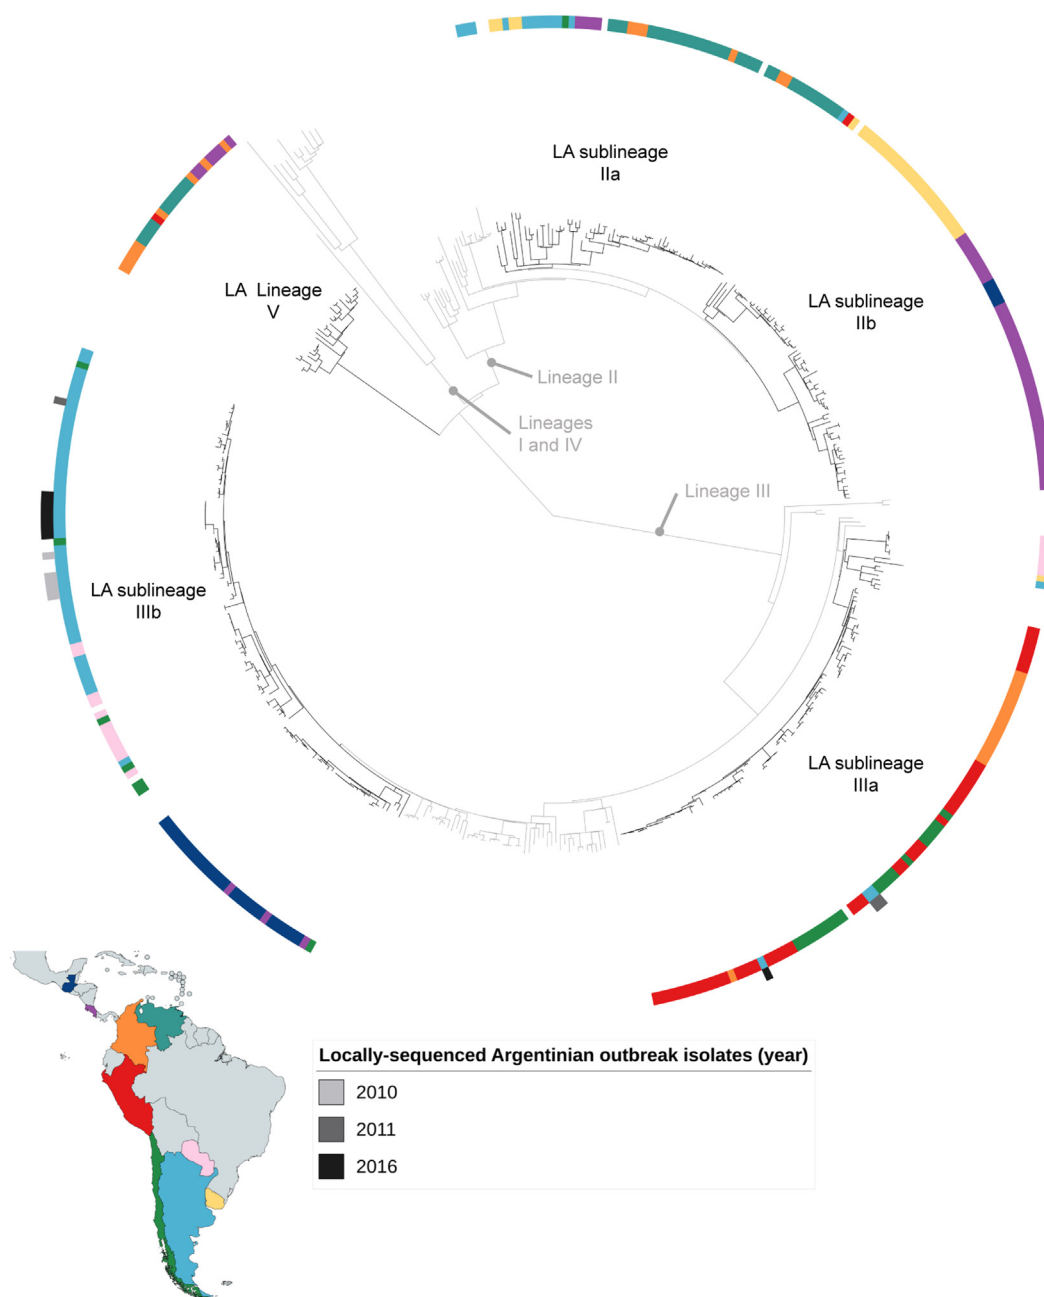 LA sublineage
IIa
LA Lineage
V
LA sublineage
IIb
Lineage II
Lineages
I and IV
Lineage III
LA sublineage
IIIb
LA sublineage
IIIa
Locally-sequenced Argentinian outbreak isolates (year)
2010
2011
2016